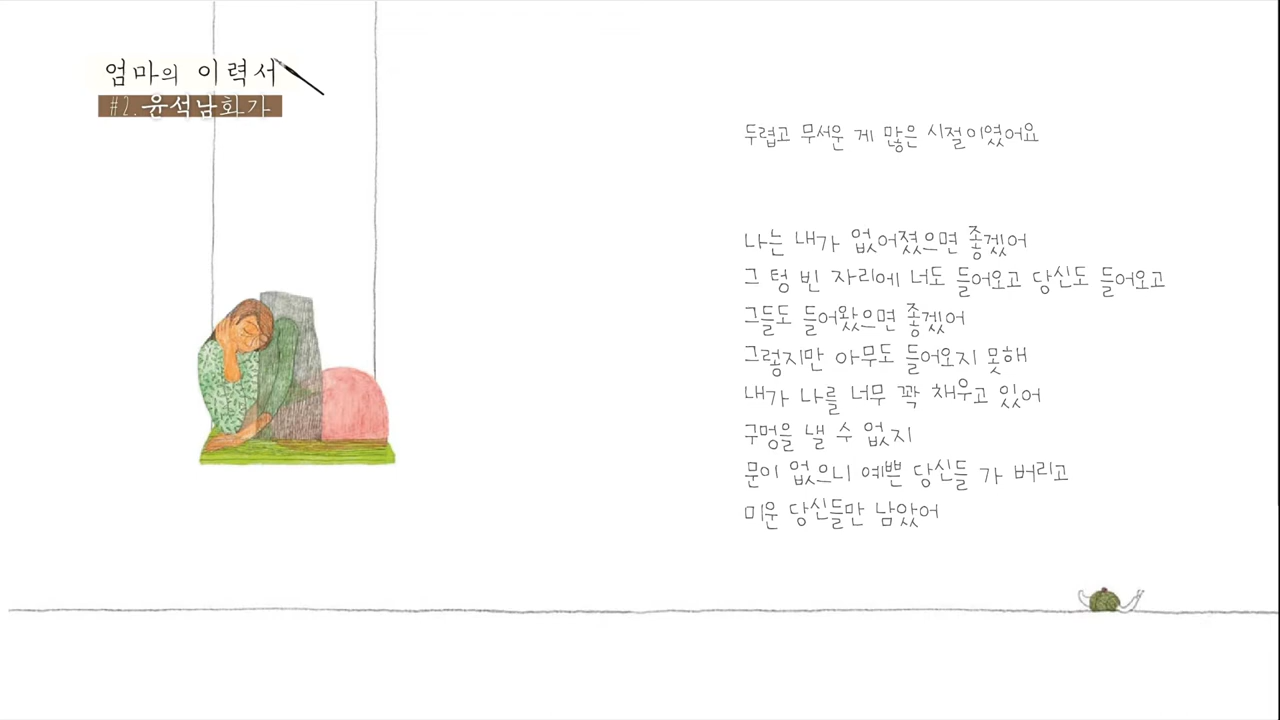 엄마의 이력서
#2. 윤석남화가
두렵고 무서운 게 많은 시절이였어요
나는 내가 없어졌으면 좋겠어
그 텅 빈 자리에 너도 들어오고 당신도 들어오고
그들도 들어왔으면 좋겠어
그렇지만 아무도 들어오지 못해
내가 나를 너무 꽉 채우고 있어
구멍을 낼 수 없지
문이 없으니 예쁜 당신들 가 버리고
미운 당신들만 남았어